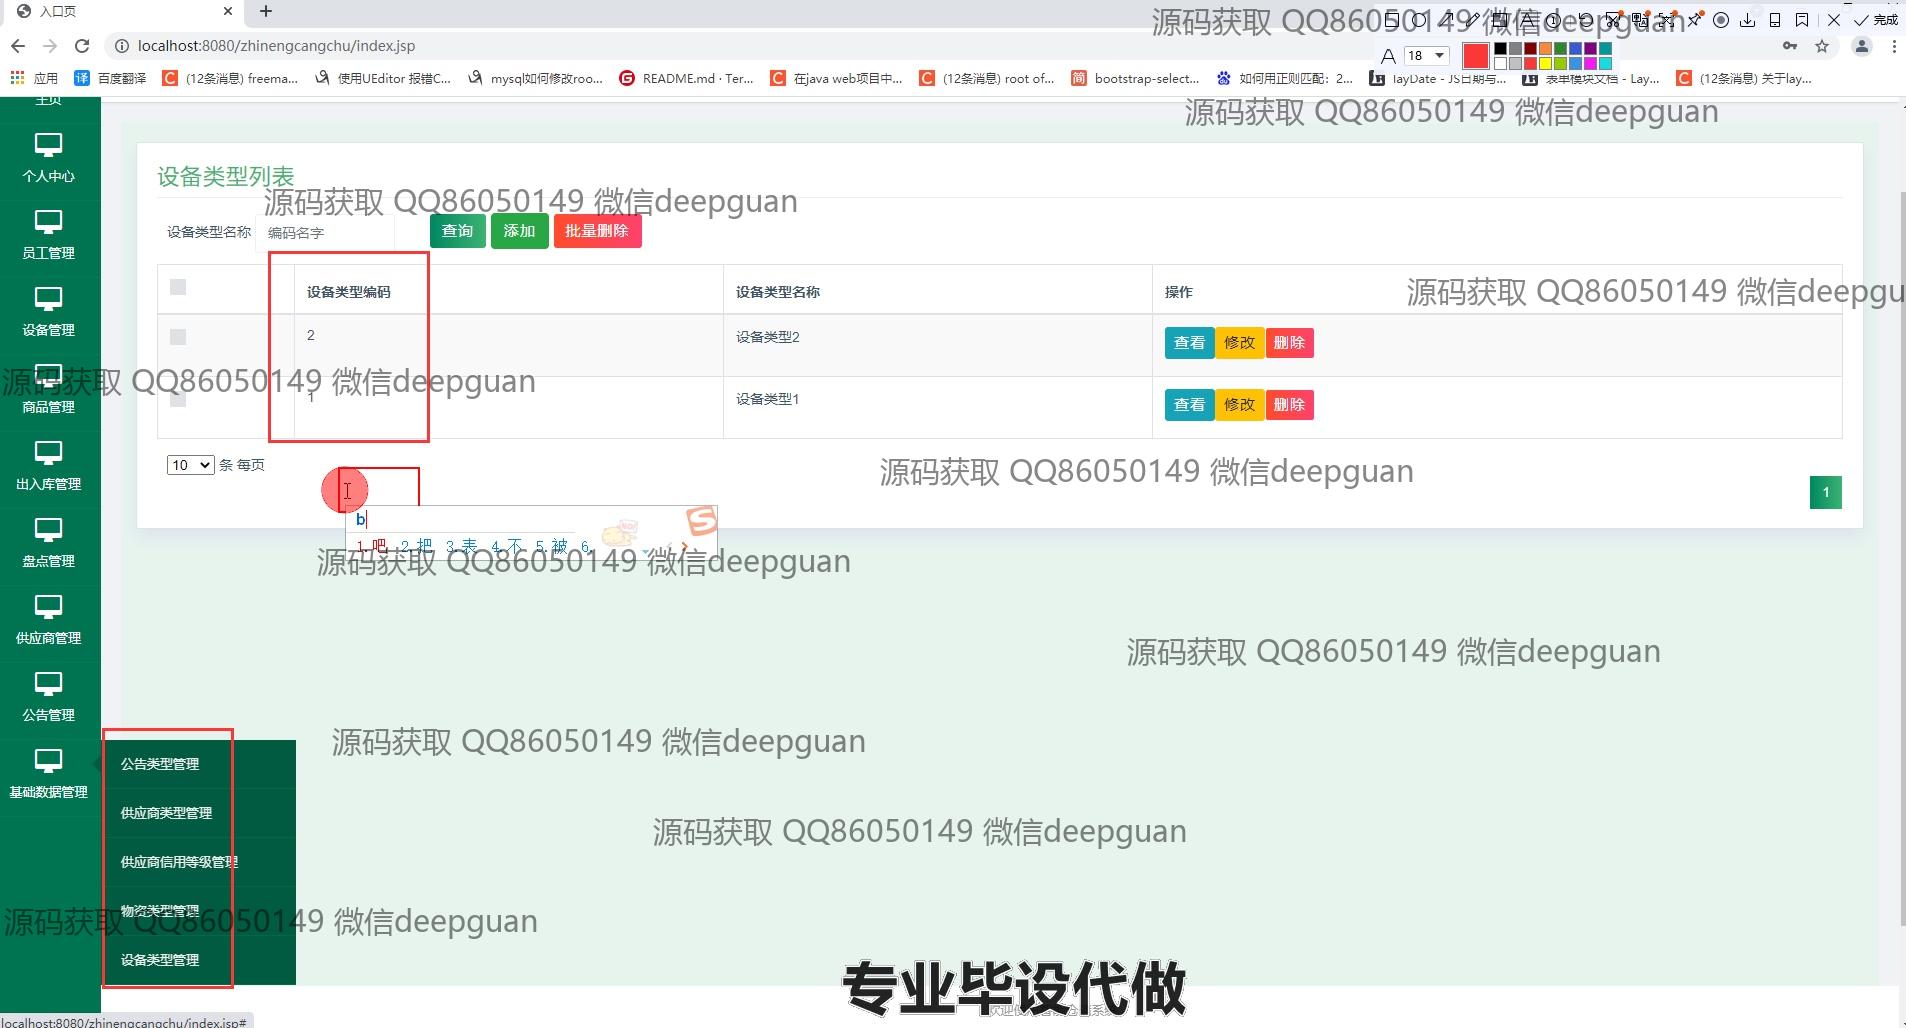 入口页
localhost:8080/zhinengcangchu/index.jsp
完成
A 18
应用
百度翻译
(12条消息) freema...
使用UEditor 报错C...
mysql如何修改roo...
README.md · Ter...
在java web项目中...
(12条消息) root of...
bootstrap-select...
如何用正则匹配：2...
layDate - JS日期与...
表单模块文档 - Lay...
(12条消息) 关于lay...
源码获取 QQ86050149 微信deepguan
源码获取 QQ86050149 微信deepguan
主页
个人中心
员工管理
设备管理
商品管理
出入库管理
盘点管理
供应商管理
公告管理
基础数据管理
设备类型列表
源码获取 QQ86050149 微信deepguan
设备类型名称 编码名字 查询 添加 批量删除
设备类型编码 设备类型名称 操作
源码获取 QQ86050149 微信deepgu
2 设备类型2 查看 修改 删除
源码获取 QQ86050149 微信deepguan
1 设备类型1 查看 修改 删除
10 条 每页
源码获取 QQ86050149 微信deepguan
1
b
1.吧 2.把 3.表 4.不 5.被 6.
源码获取 QQ86050149 微信deepguan
源码获取 QQ86050149 微信deepguan
源码获取 QQ86050149 微信deepguan
公告类型管理
供应商类型管理
源码获取 QQ86050149 微信deepguan
供应商信用等级管理
物资类型管理
源码获取 QQ86050149 微信deepguan
设备类型管理
专业毕设代做
localhost:8080/zhinengcangchu/index.jsp#